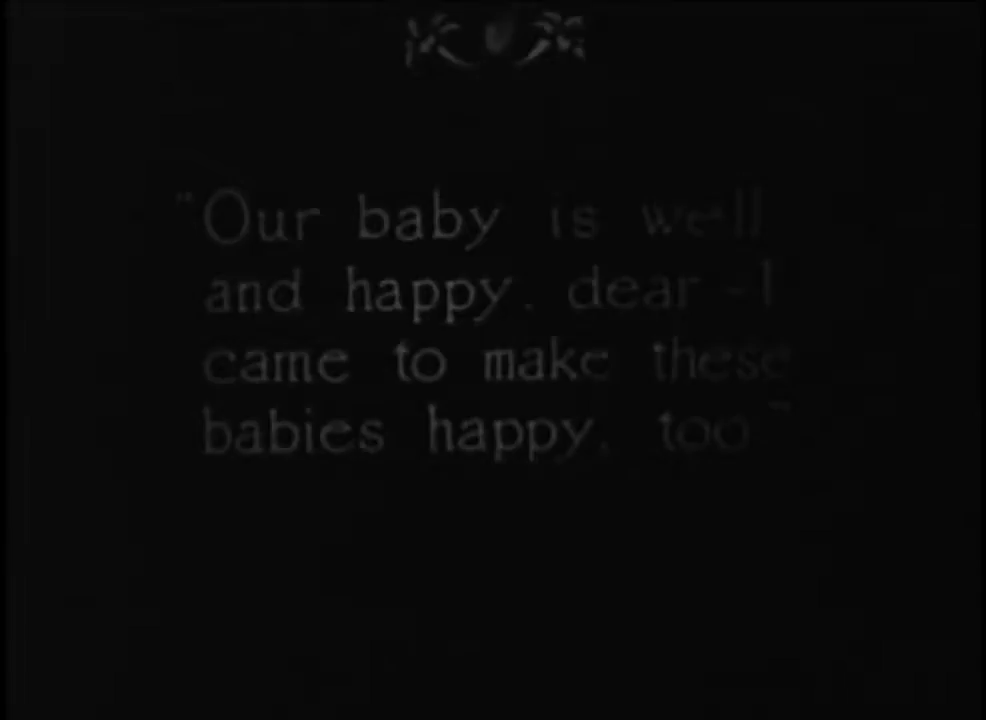 "Our baby is well
and happy, dear - I
came to make these
babies happy, too"